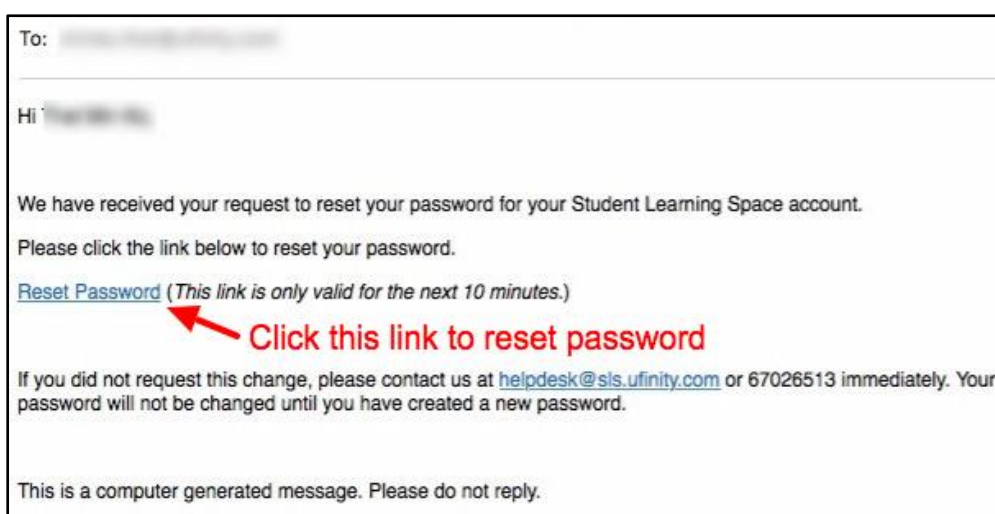 To:
Hi
We have received your request to reset your password for your Student Learning Space account.
Please click the link below to reset your password.
Reset Password (This link is only valid for the next 10 minutes.)
Click this link to reset password
If you did not request this change, please contact us at helpdesk@sls.ufinity.com or 67026513 immediately. Your
password will not be changed until you have created a new password.
This is a computer generated message. Please do not reply.